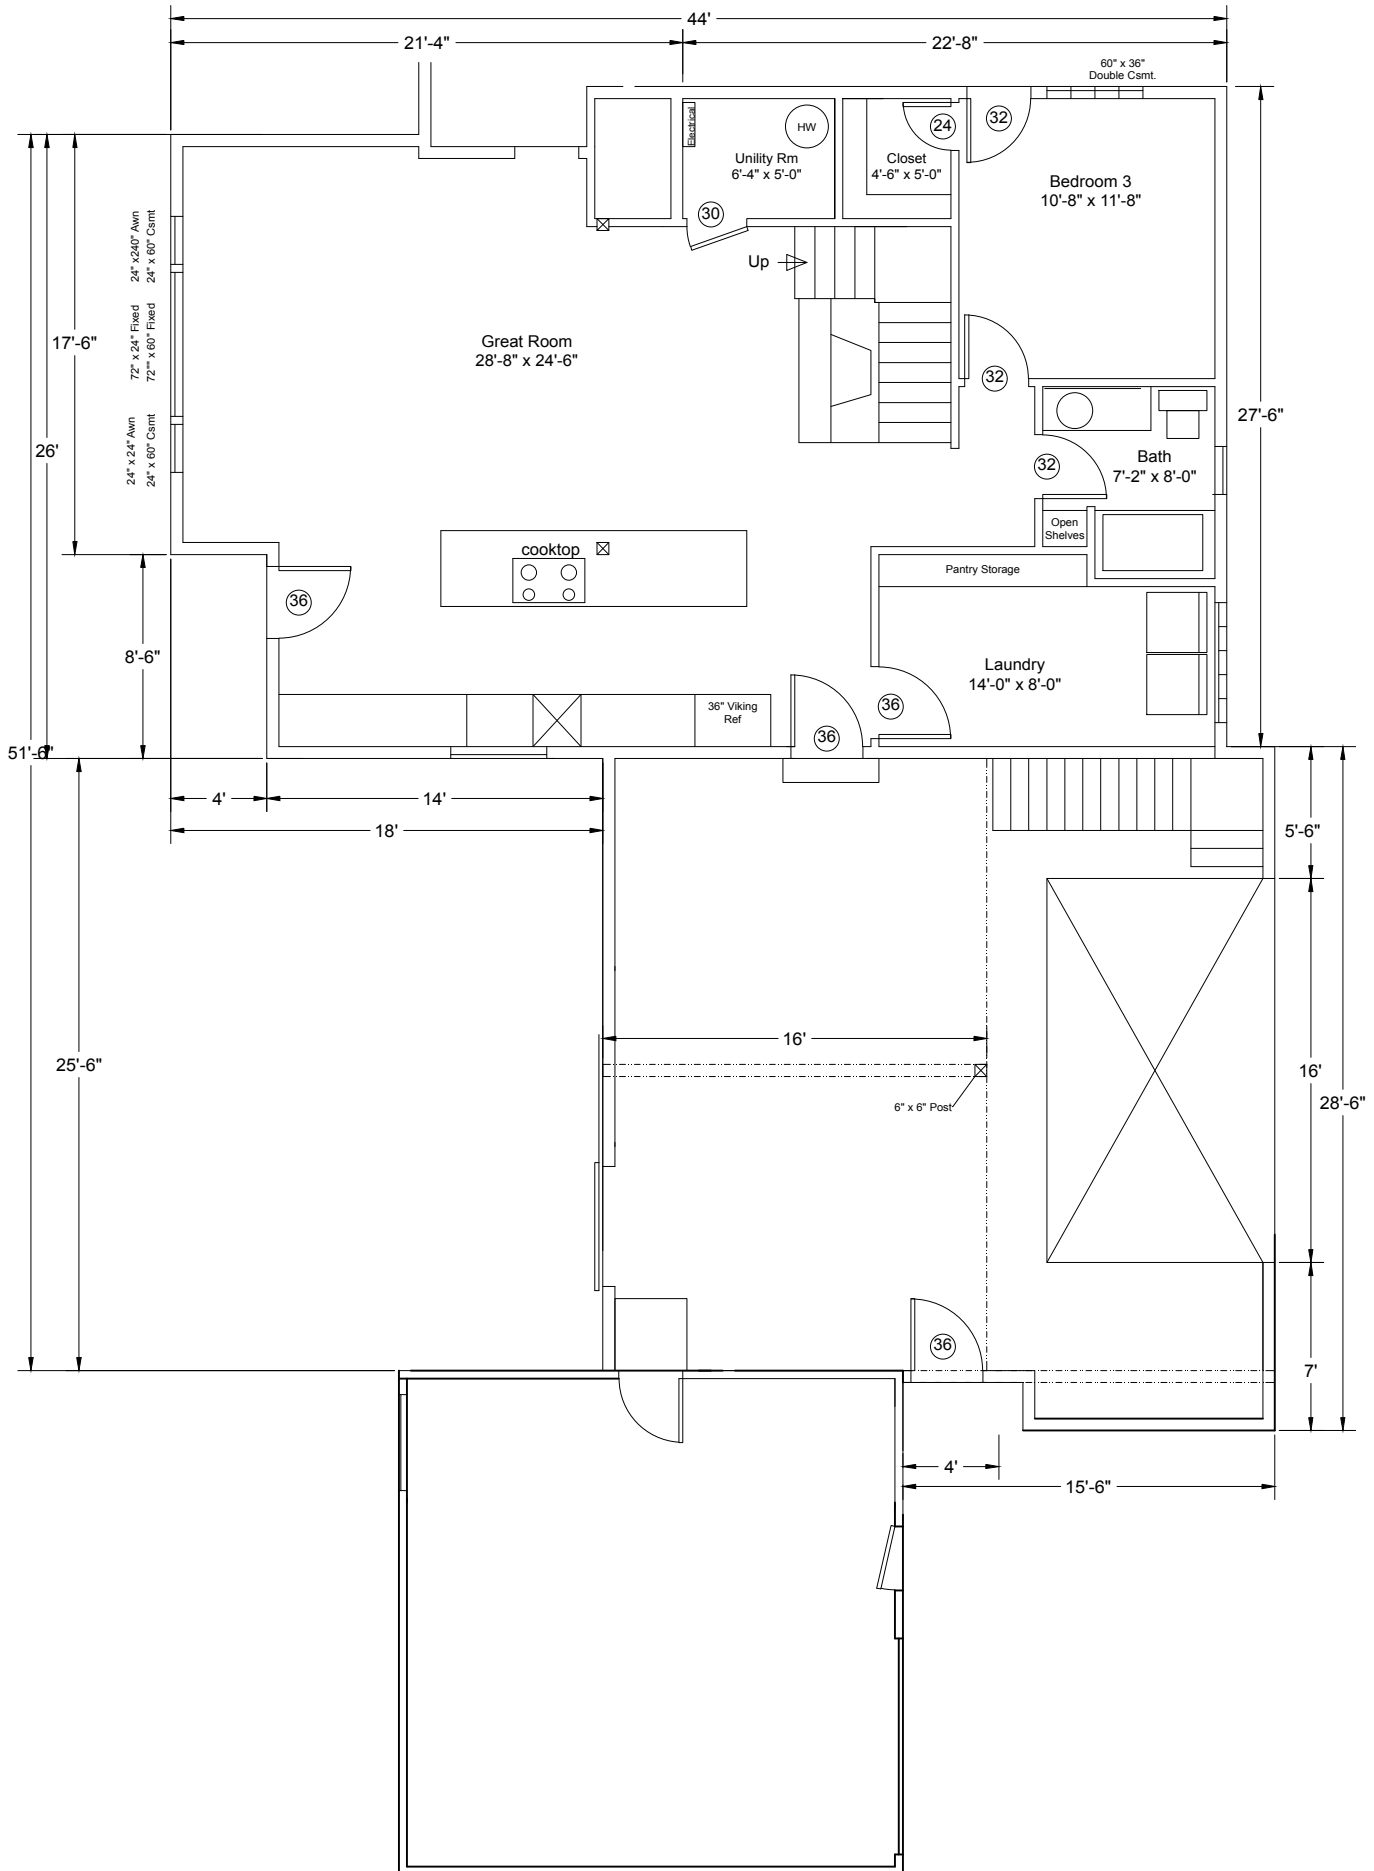 44'
21'-4"
22'-8"
60" x 36"
Double Csmt.
Electrical
HW
24
32
Unility Rm
6'-4" x 5'-0"
Closet
4'-6" x 5'-0"
Bedroom 3
10'-8" x 11'-8"
30
Up
24" x240" Awn
24" x 60" Csmt
72" x 24" Fixed
72"" x 60" Fixed
24" x 24" Awn
24" x 60" Csmt
17'-6"
Great Room
28'-8" x 24'-6"
32
27'-6"
26'
32
Bath
7'-2" x 8'-0"
Open
Shelves
cooktop
Pantry Storage
36
8'-6"
Laundry
14'-0" x 8'-0"
36" Viking
Ref
36
36
51'-6"
4'
14'
18'
5'-6"
16'
25'-6"
16'
6" x 6" Post
28'-6"
36
7'
4'
15'-6"